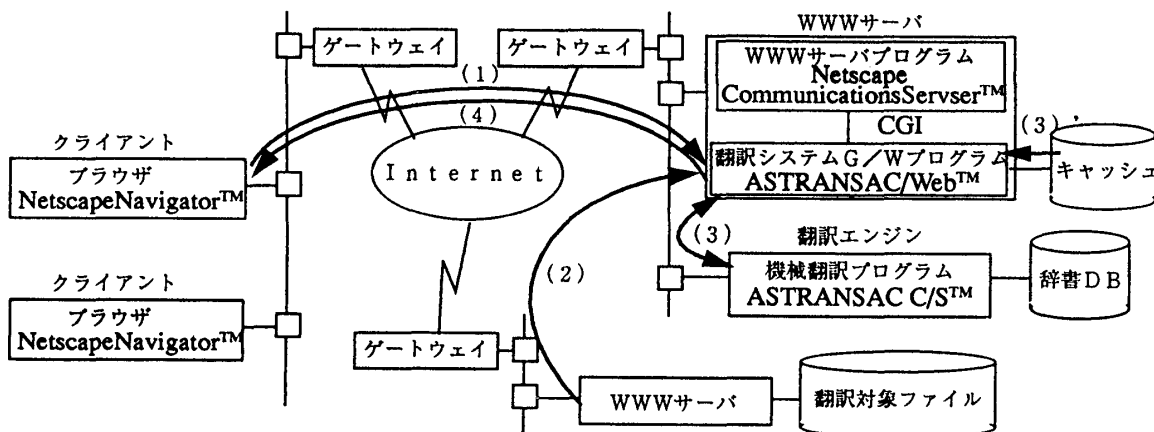 WWWサーバ
ゲートウェイ
ゲートウェイ
WWWサーバプログラム
Netscape
CommunicationsServser™
(1)
(4)
CGI
(3)'
クライアント
ブラウザ
NetscapeNavigator™
Internet
翻訳システムG/Wプログラム
ASTRANSAC/Web™
キャッシュ
(3)
翻訳エンジン
(2)
機械翻訳プログラム
ASTRANSAC C/S™
辞書DB
クライアント
ブラウザ
NetscapeNavigator™
ゲートウェイ
WWWサーバ
翻訳対象ファイル